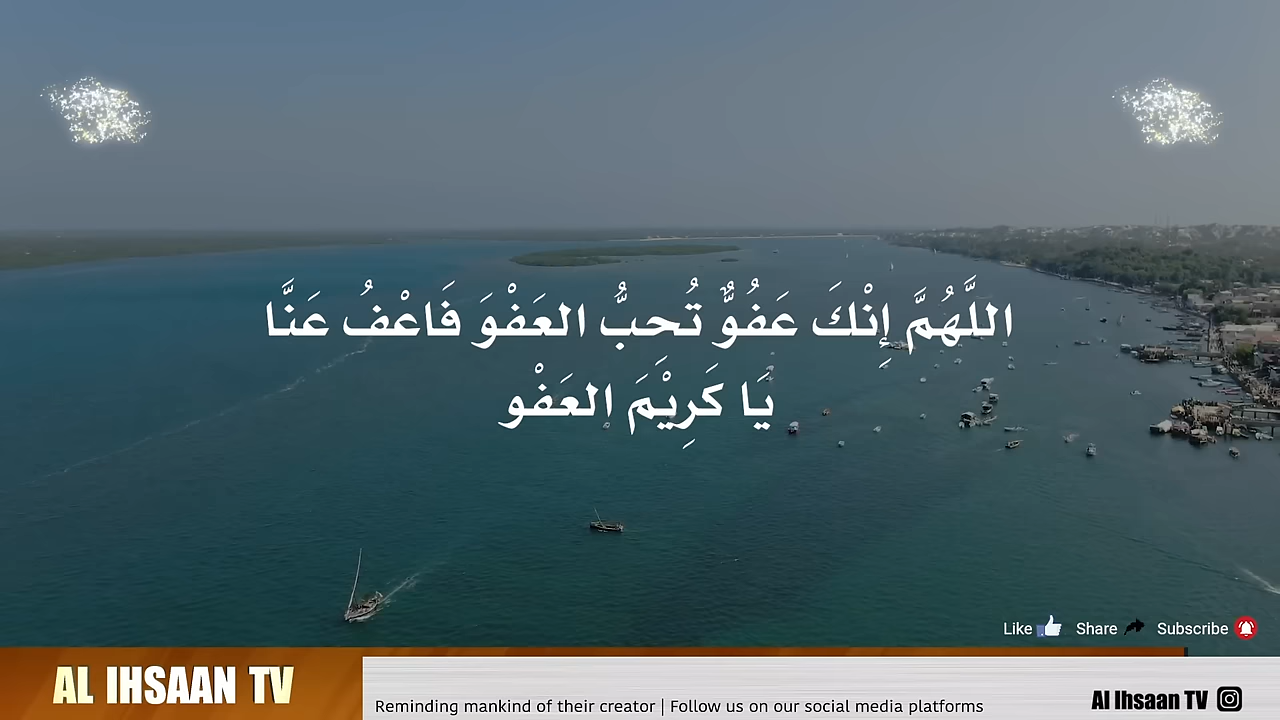 اللَّهُمَّ إِنْكَ عَفُوٌّ تُحِبُّ العَفْوَ فَاعْفُ عَنَّا
يَا كَرِيْمَ العَفْو
Like Share Subscribe
AL IHSAAN TV
Reminding mankind of their creator | Follow us on our social media platforms
Al Ihsaan TV